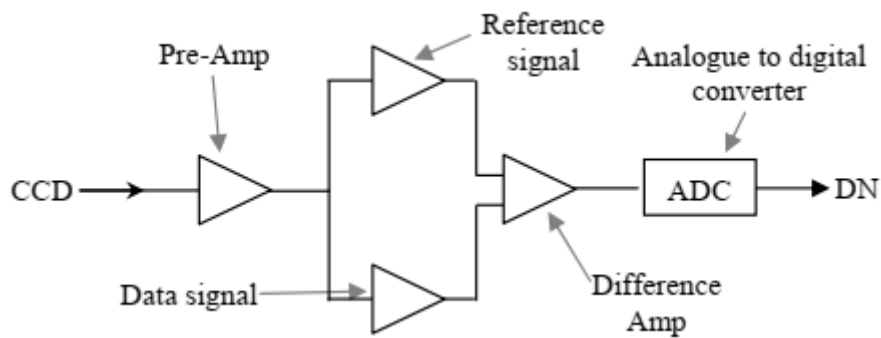 Pre-Amp
Reference
signal
Analogue to digital
converter
CCD
ADC
DN
Data signal
Difference
Amp